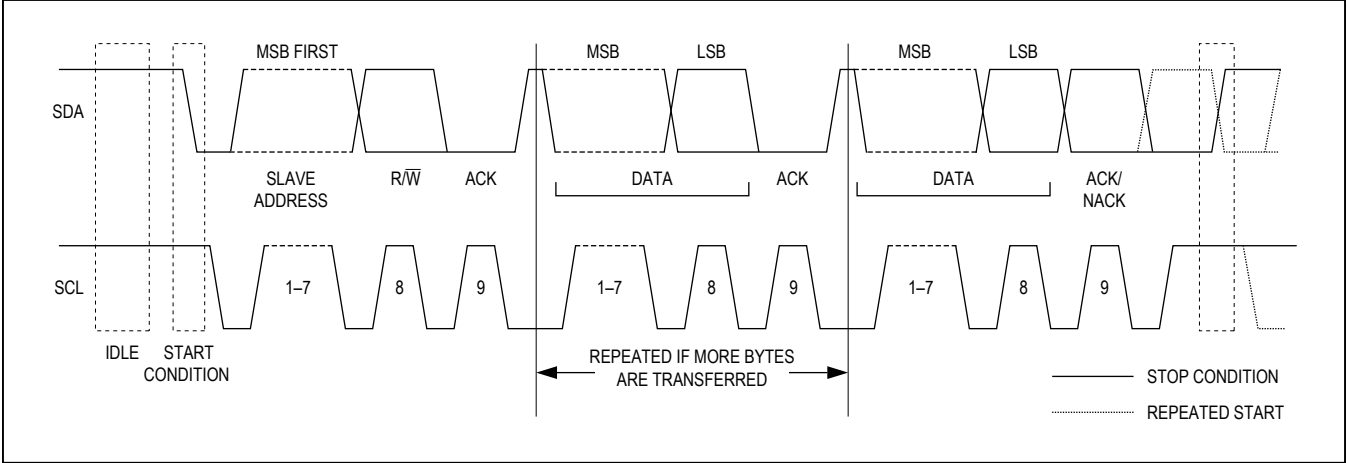 MSB FIRST
MSB
LSB
MSB
LSB
SDA
SLAVE
ADDRESS
R/W̅
ACK
DATA
ACK
DATA
ACK/
NACK
SCL
1–7
8
9
1–7
8
9
1–7
8
9
IDLE
START
CONDITION
REPEATED IF MORE BYTES
ARE TRANSFERRED
STOP CONDITION
REPEATED START